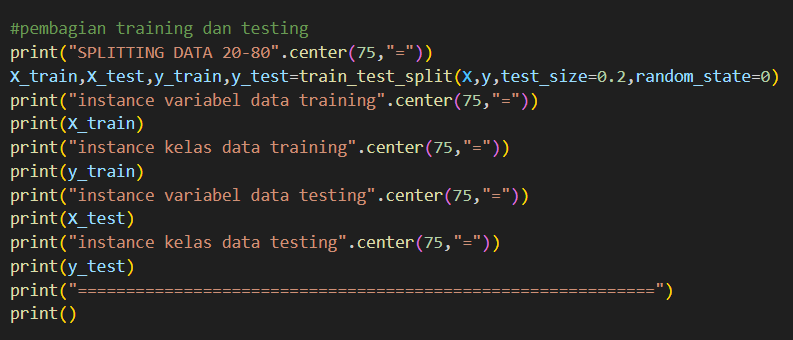 #pembagian training dan testing
print("SPLITTING DATA 20-80".center(75,"="))
X_train,X_test,y_train,y_test=train_test_split(X,y,test_size=0.2,random_state=0)
print("instance variabel data training".center(75,"="))
print(X_train)
print("instance kelas data training".center(75,"="))
print(y_train)
print("instance variabel data testing".center(75,"="))
print(X_test)
print("instance kelas data testing".center(75,"="))
print(y_test)
print("============================================================")
print()